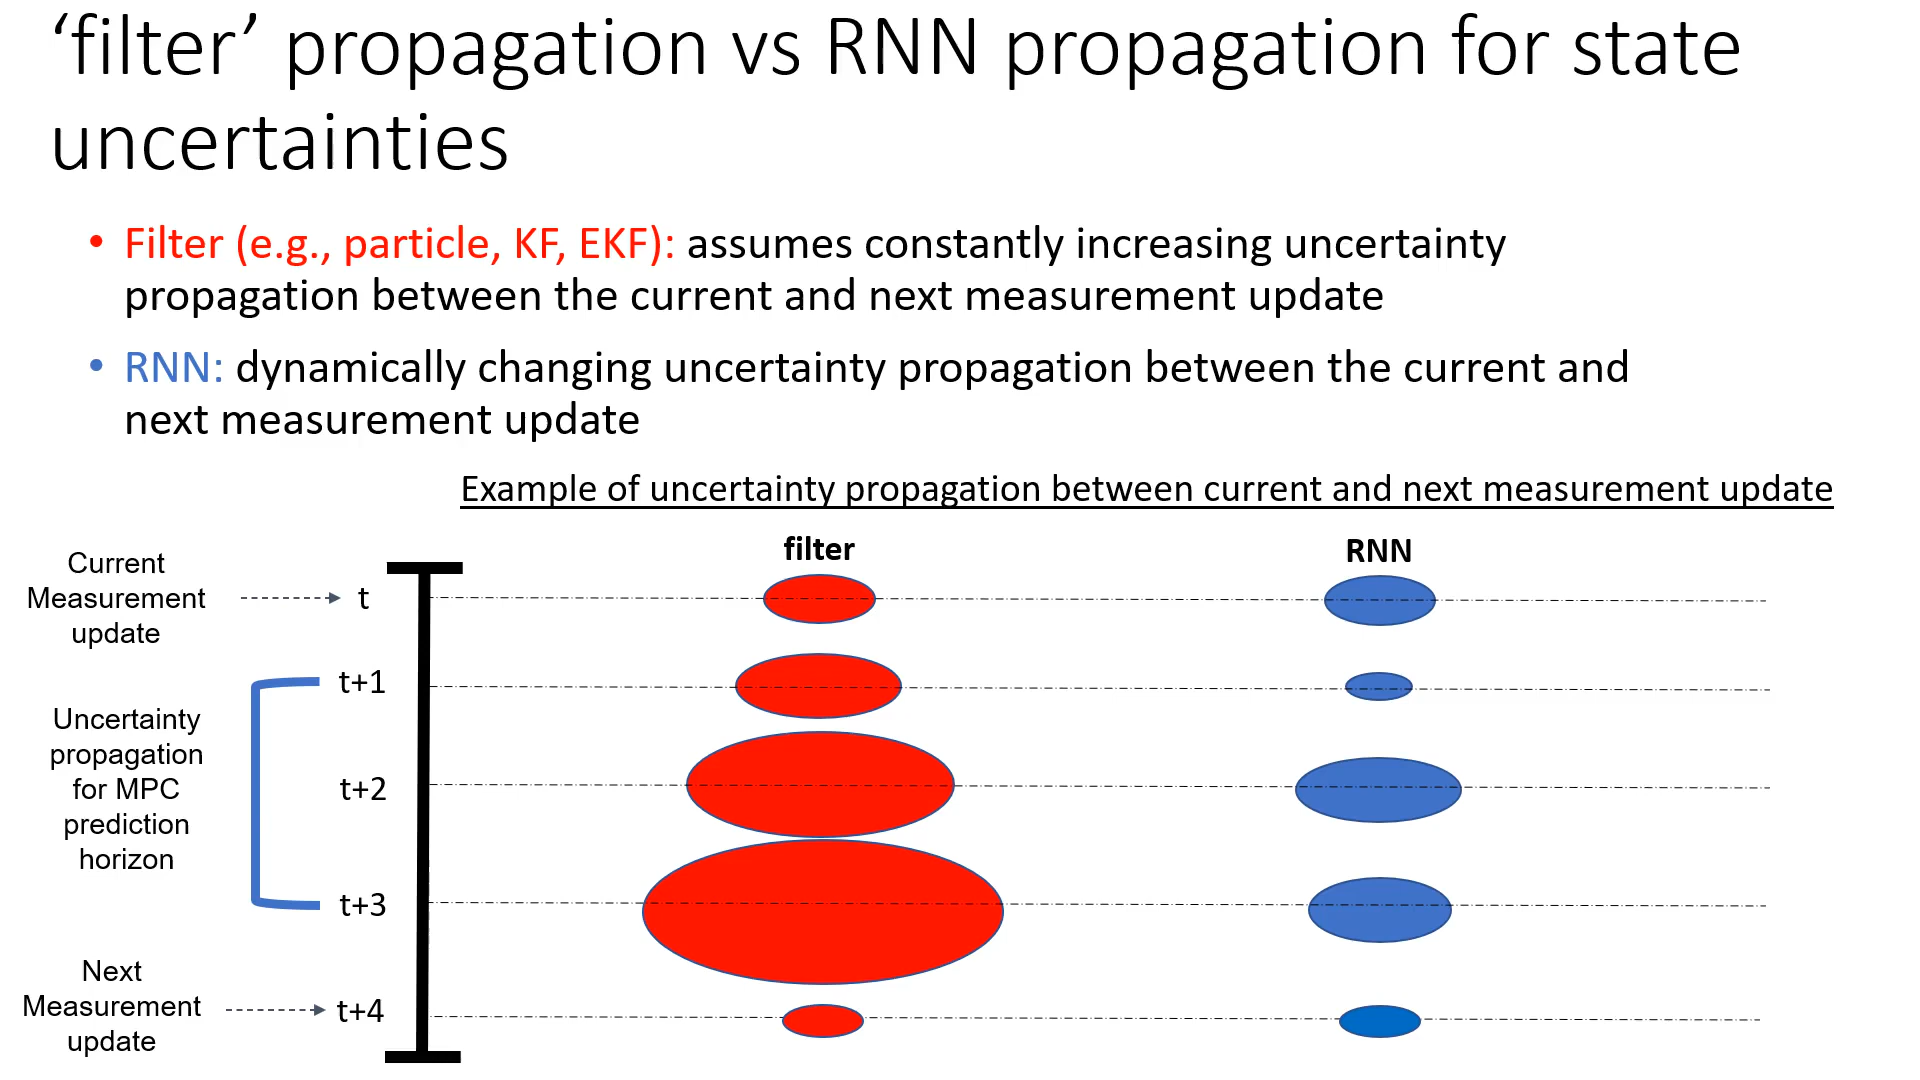 ‘filter’ propagation vs RNN propagation for state
uncertainties
• Filter (e.g., particle, KF, EKF): assumes constantly increasing uncertainty
propagation between the current and next measurement update
• RNN: dynamically changing uncertainty propagation between the current and
next measurement update
Example of uncertainty propagation between current and next measurement update
filter
RNN
Current
Measurement
update
t
t+1
Uncertainty
propagation
for MPC
prediction
horizon
t+2
t+3
Next
Measurement
update
t+4